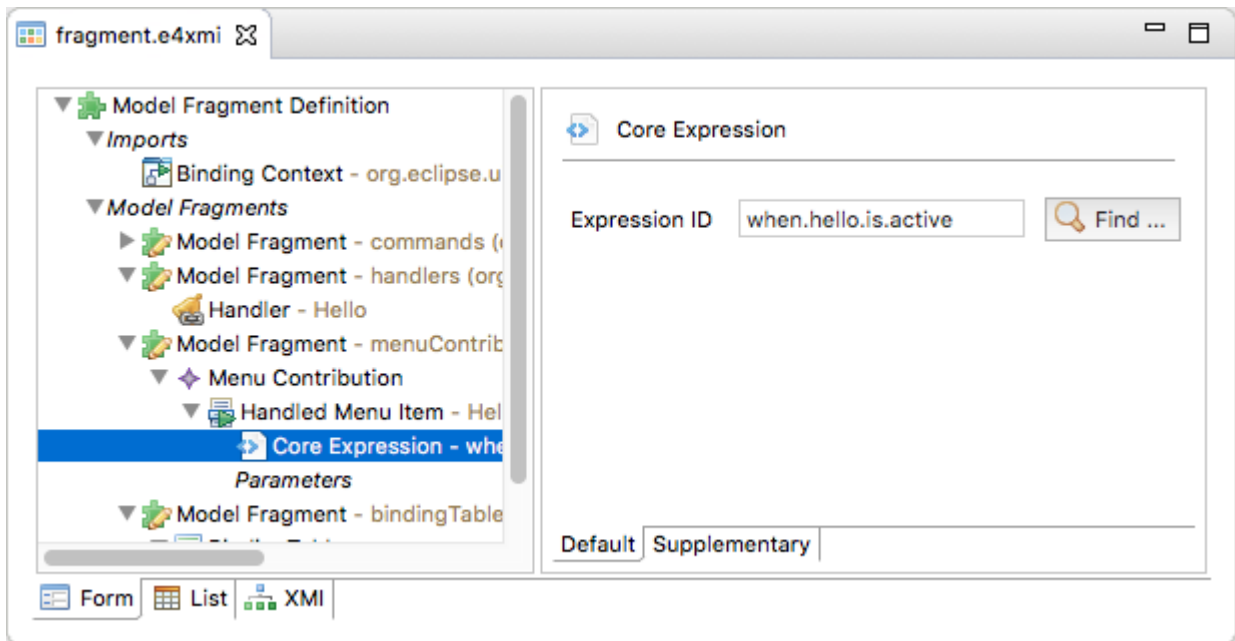 fragment.e4xmi
Model Fragment Definition
Imports
Binding Context - org.eclipse.u
Model Fragments
Model Fragment - commands (
Model Fragment - handlers (org
Handler - Hello
Model Fragment - menuContrib
Menu Contribution
Handled Menu Item - Hel
Core Expression - whe
Parameters
Model Fragment - bindingTable
Core Expression
Expression ID when.hello.is.active Find ...
Default Supplementary
Form List XMI